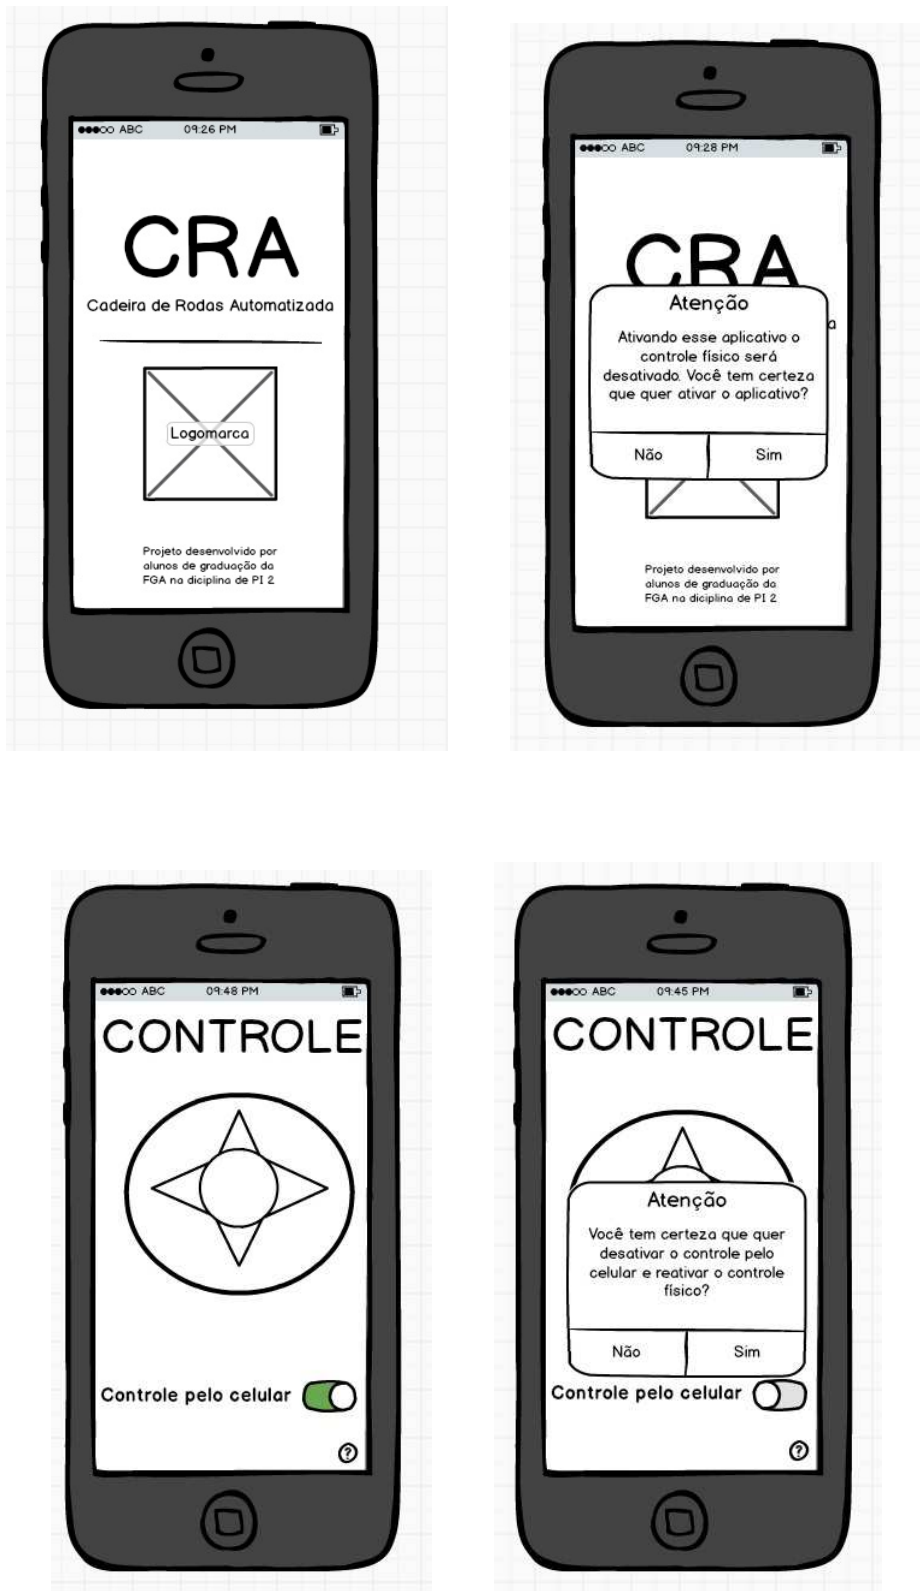 ABC 09:26 PM
CRA
Cadeira de Rodas Automatizada
Logomarca
Projeto desenvolvido por
alunos de graduação da
FGA na diciplina de PI 2
ABC 09:28 PM
CRA
a
Atenção
Ativando esse aplicativo o
controle físico será
desativado. Você tem certeza
que quer ativar o aplicativo?
Não Sim
Projeto desenvolvido por
alunos de graduação da
FGA na diciplina de PI 2
ABC 09:48 PM
CONTROLE
Controle pelo celular
?
ABC 09:45 PM
CONTROLE
Atenção
Você tem certeza que quer
desativar o controle pelo
celular e reativar o controle
físico?
Não Sim
Controle pelo celular
?